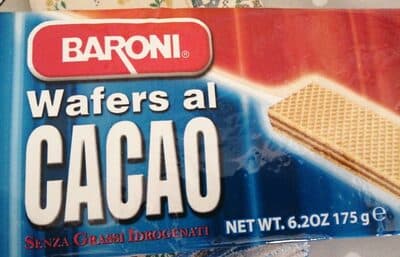 BARONI®
Wafers al
CACAO
SENZA GRASSI IDROGENATI
NET WT. 6.2OZ 175 g ℮